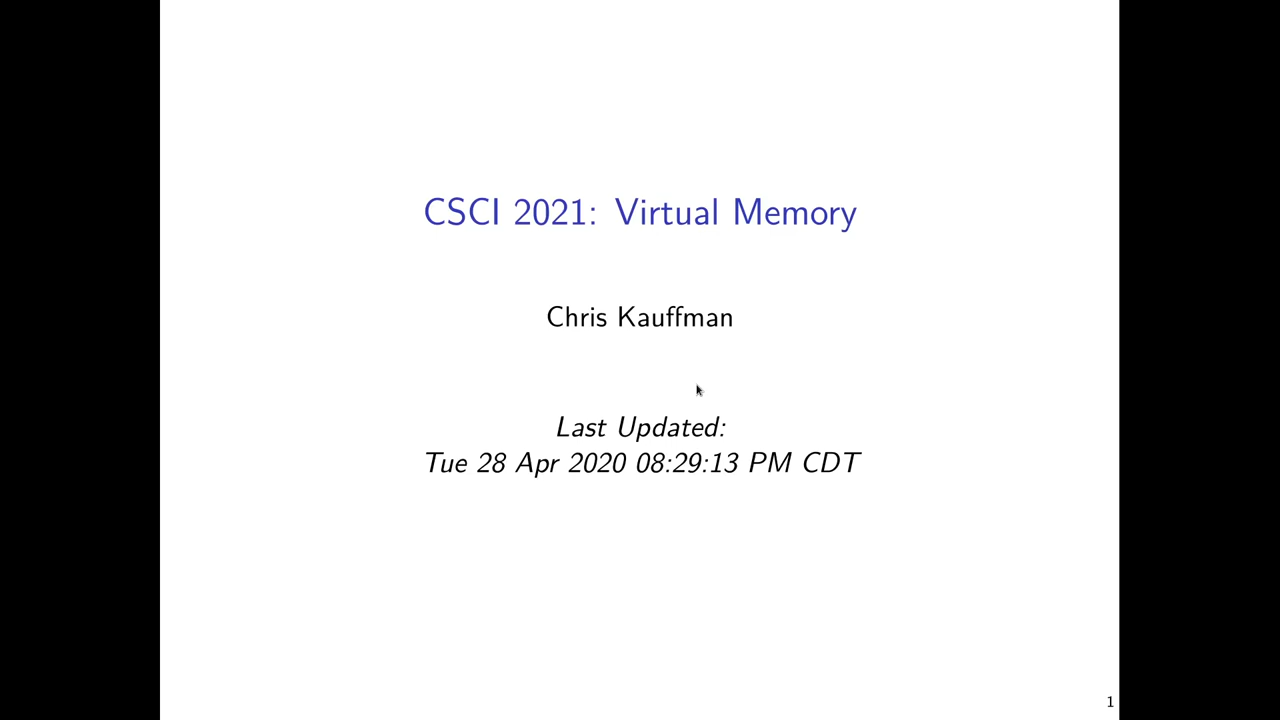 CSCI 2021: Virtual Memory
Chris Kauffman
Last Updated:
Tue 28 Apr 2020 08:29:13 PM CDT
1